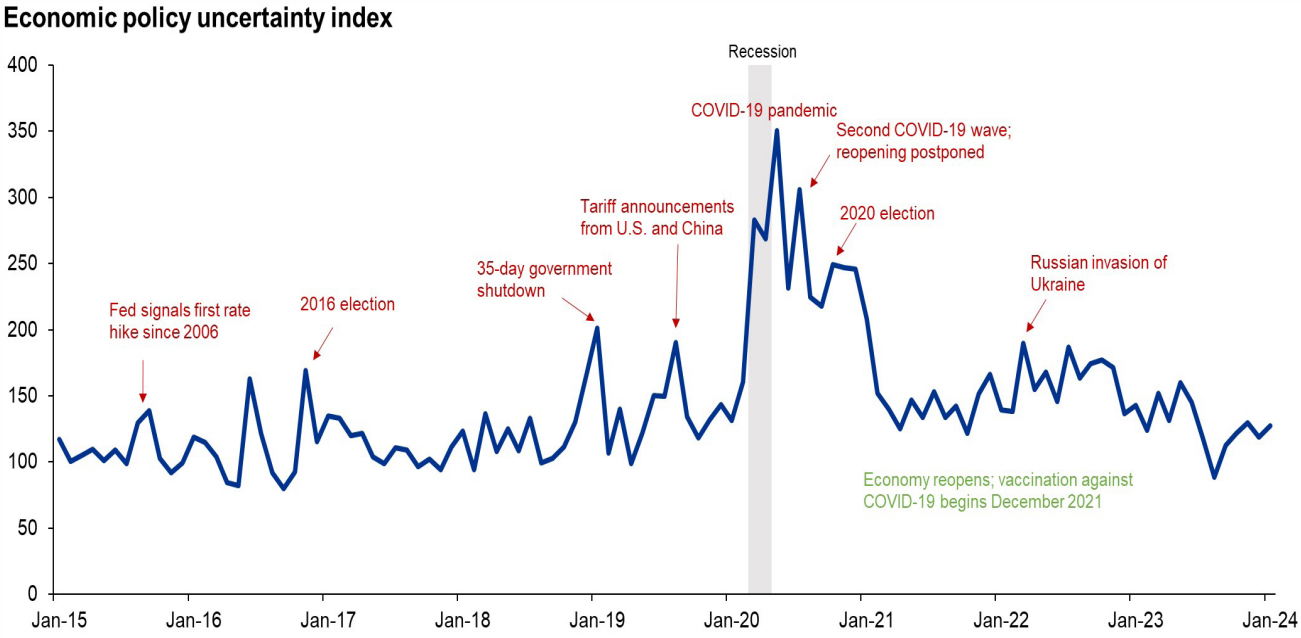 Economic policy uncertainty index
Recession
400
350
300
250
200
150
100
50
0
COVID-19 pandemic
Second COVID-19 wave;
reopening postponed
Tariff announcements
from U.S. and China
2020 election
35-day government
shutdown
Russian invasion of
Ukraine
Fed signals first rate
hike since 2006
2016 election
Economy reopens; vaccination against
COVID-19 begins December 2021
Jan-15
Jan-16
Jan-17
Jan-18
Jan-19
Jan-20
Jan-21
Jan-22
Jan-23
Jan-24